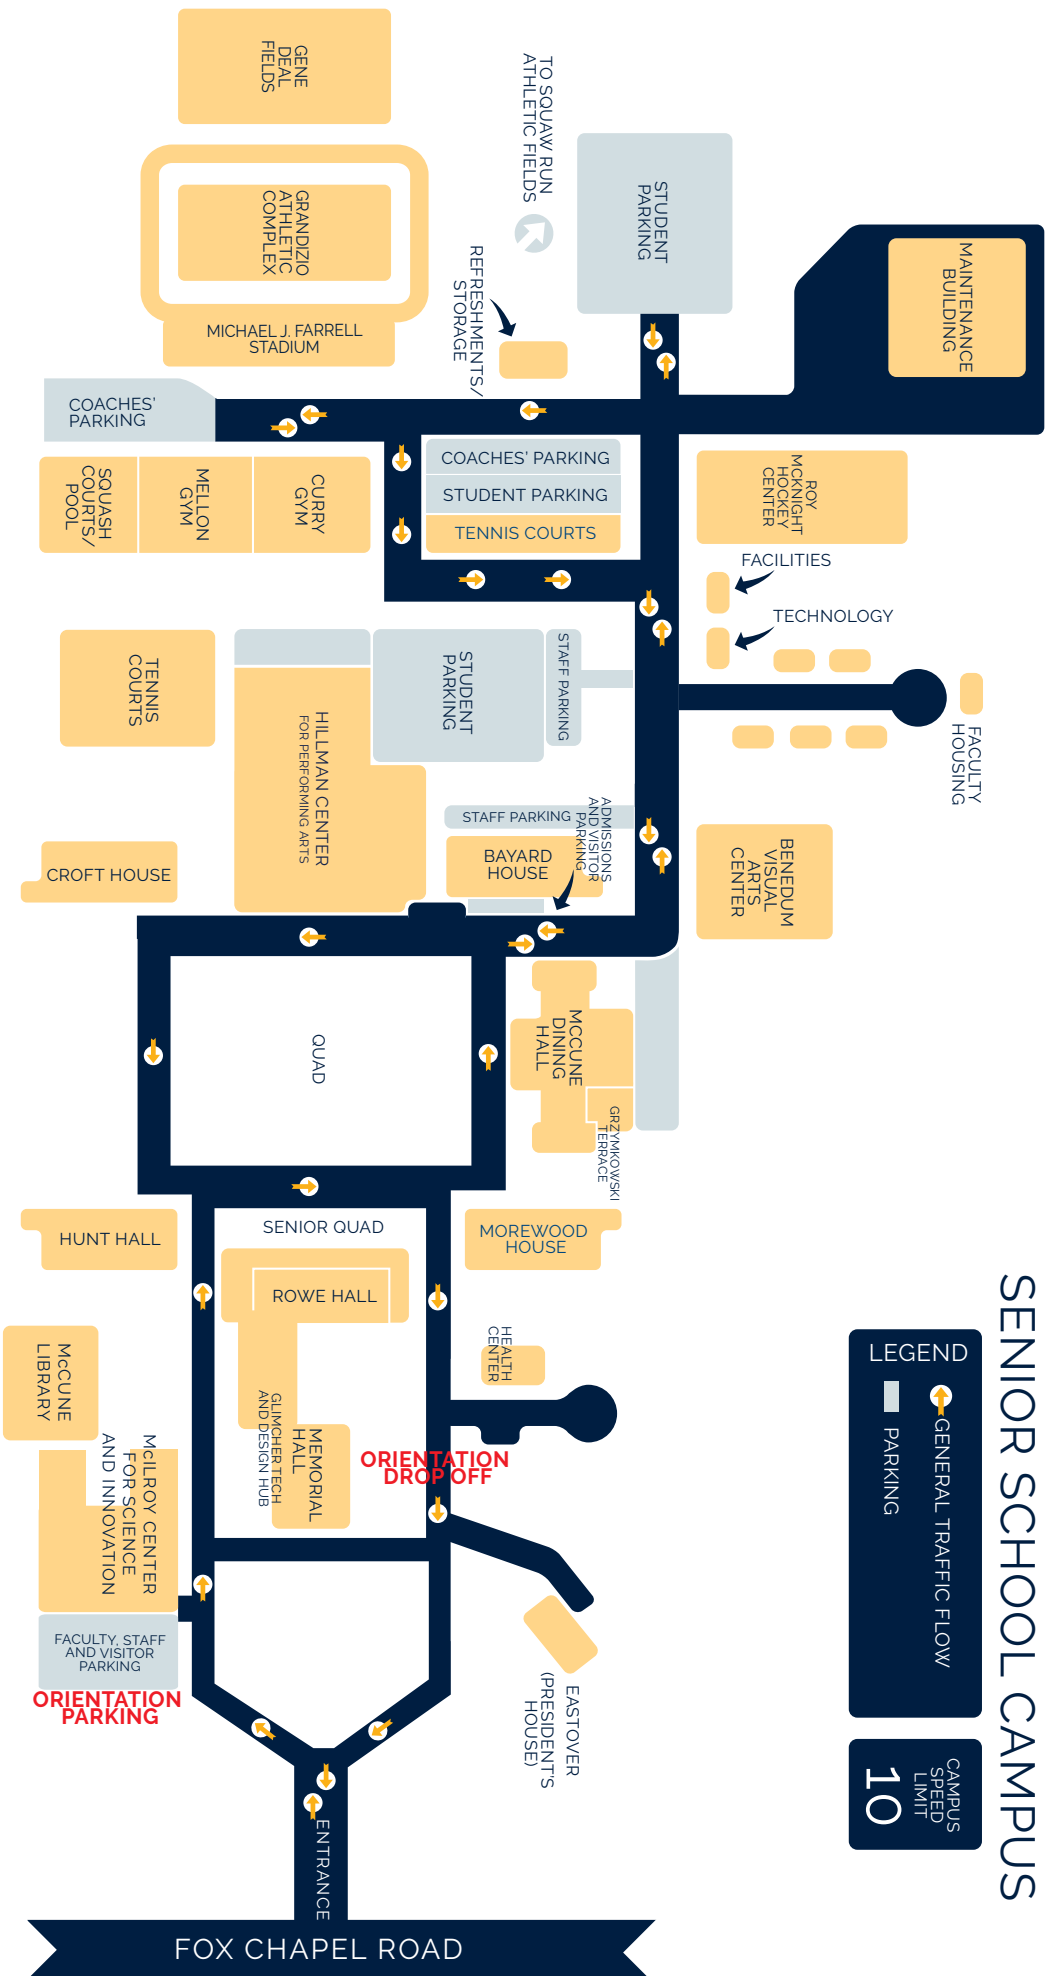 GENE
DEAL
FIELDS
TO SQUAW RUN
ATHLETIC FIELDS
STUDENT
PARKING
GRANDIZIO
ATHLETIC
COMPLEX
MAINTENANCE
BUILDING
REFRESHMENTS/
STORAGE
MICHAEL J. FARRELL
STADIUM
COACHES'
PARKING
COACHES' PARKING
STUDENT PARKING
TENNIS COURTS
SQUASH
COURTS/
POOL
MELLON
GYM
CURRY
GYM
ROY
MCKNIGHT
HOCKEY
CENTER
FACILITIES
TECHNOLOGY
TENNIS
COURTS
STUDENT
PARKING
STAFF PARKING
HILLMAN CENTER
FOR PERFORMING ARTS
FACULTY
HOUSING
STAFF PARKING
ADMISSIONS
AND VISITOR
PARKING
BAYARD
HOUSE
BENEDUM
VISUAL
ARTS
CENTER
CROFT HOUSE
QUAD
MCCUNE
DINING
HALL
GRZYMKOWSKI
TERRACE
HUNT HALL
SENIOR QUAD
MOREWOOD
HOUSE
ROWE HALL
HEALTH
CENTER
McCUNE
LIBRARY
GLIMCHER TECH
AND DESIGN HUB
MEMORIAL
HALL
ORIENTATION
DROP OFF
McILROY CENTER
FOR SCIENCE
AND INNOVATION
FACULTY, STAFF
AND VISITOR
PARKING
ORIENTATION
PARKING
EASTOVER
(PRESIDENT'S
HOUSE)
ENTRANCE
FOX CHAPEL ROAD
SENIOR SCHOOL CAMPUS
LEGEND
GENERAL TRAFFIC FLOW
PARKING
CAMPUS
SPEED
LIMIT
10